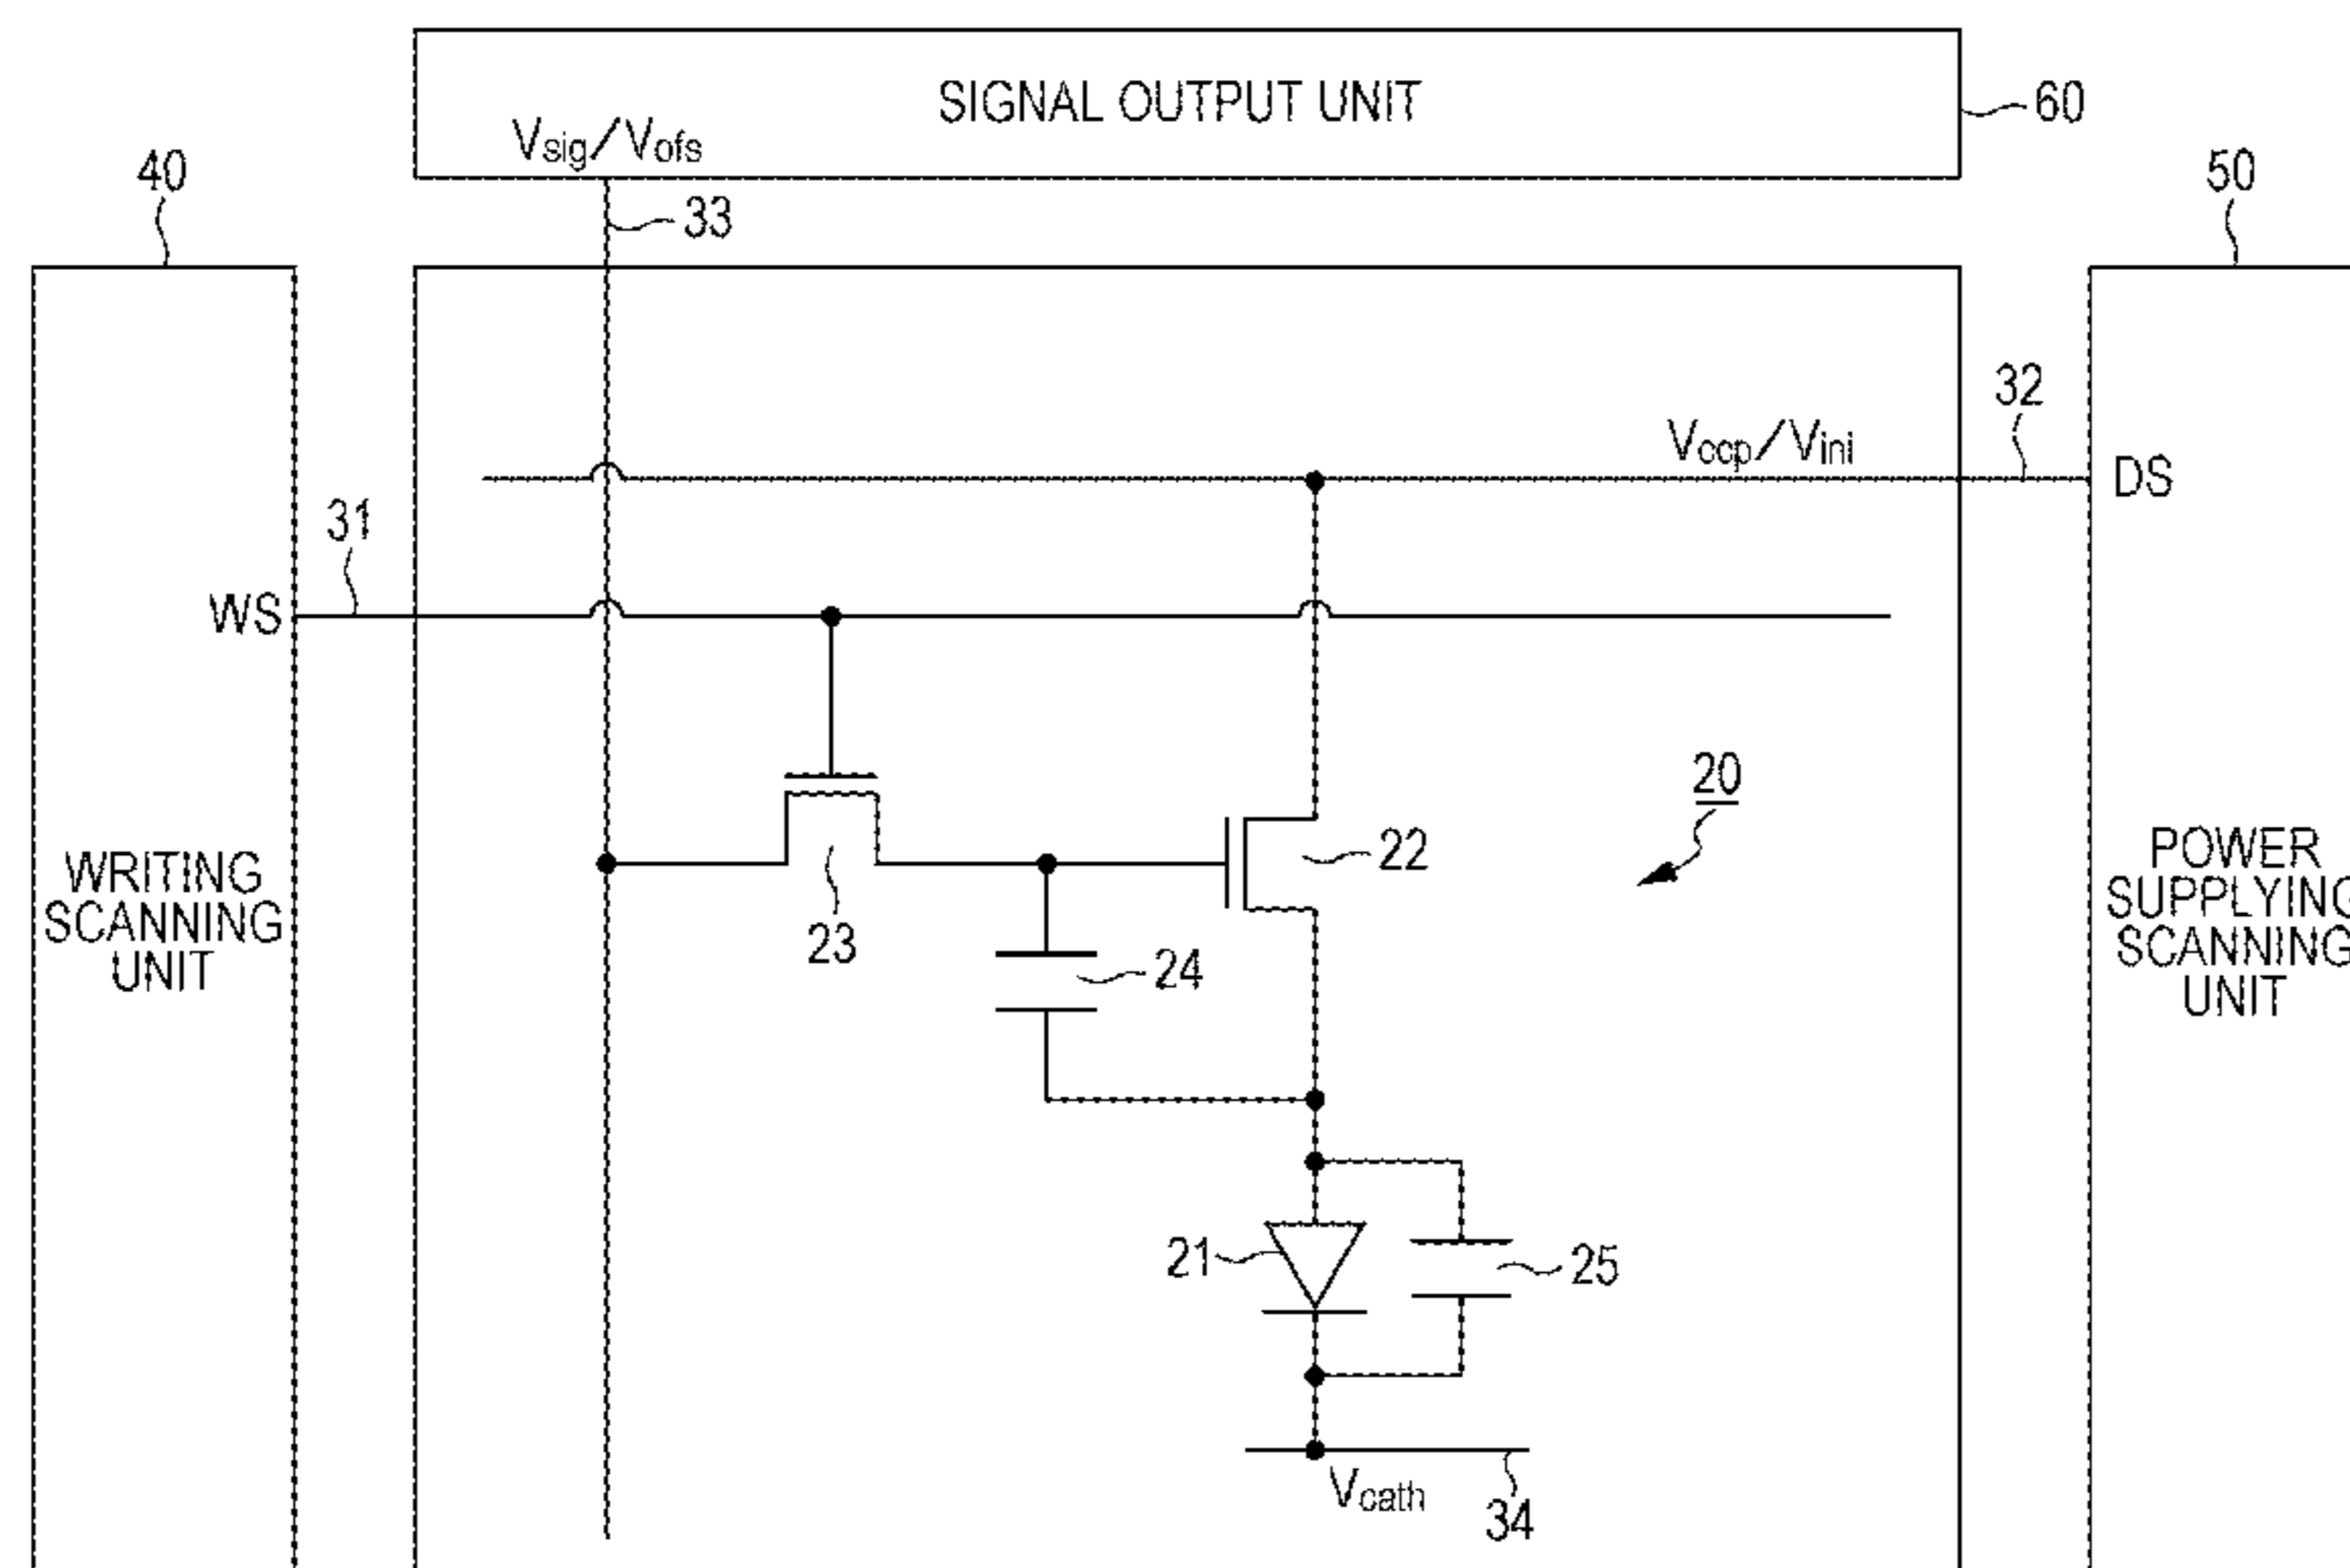 SIGNAL OUTPUT UNIT
60
Vsig/Vofs
40
50
33
32
Vccp/Vini
DS
31
WS
20
22
WRITING
SCANNING
UNIT
POWER
SUPPLYING
SCANNING
UNIT
23
24
21
25
Vcath
34